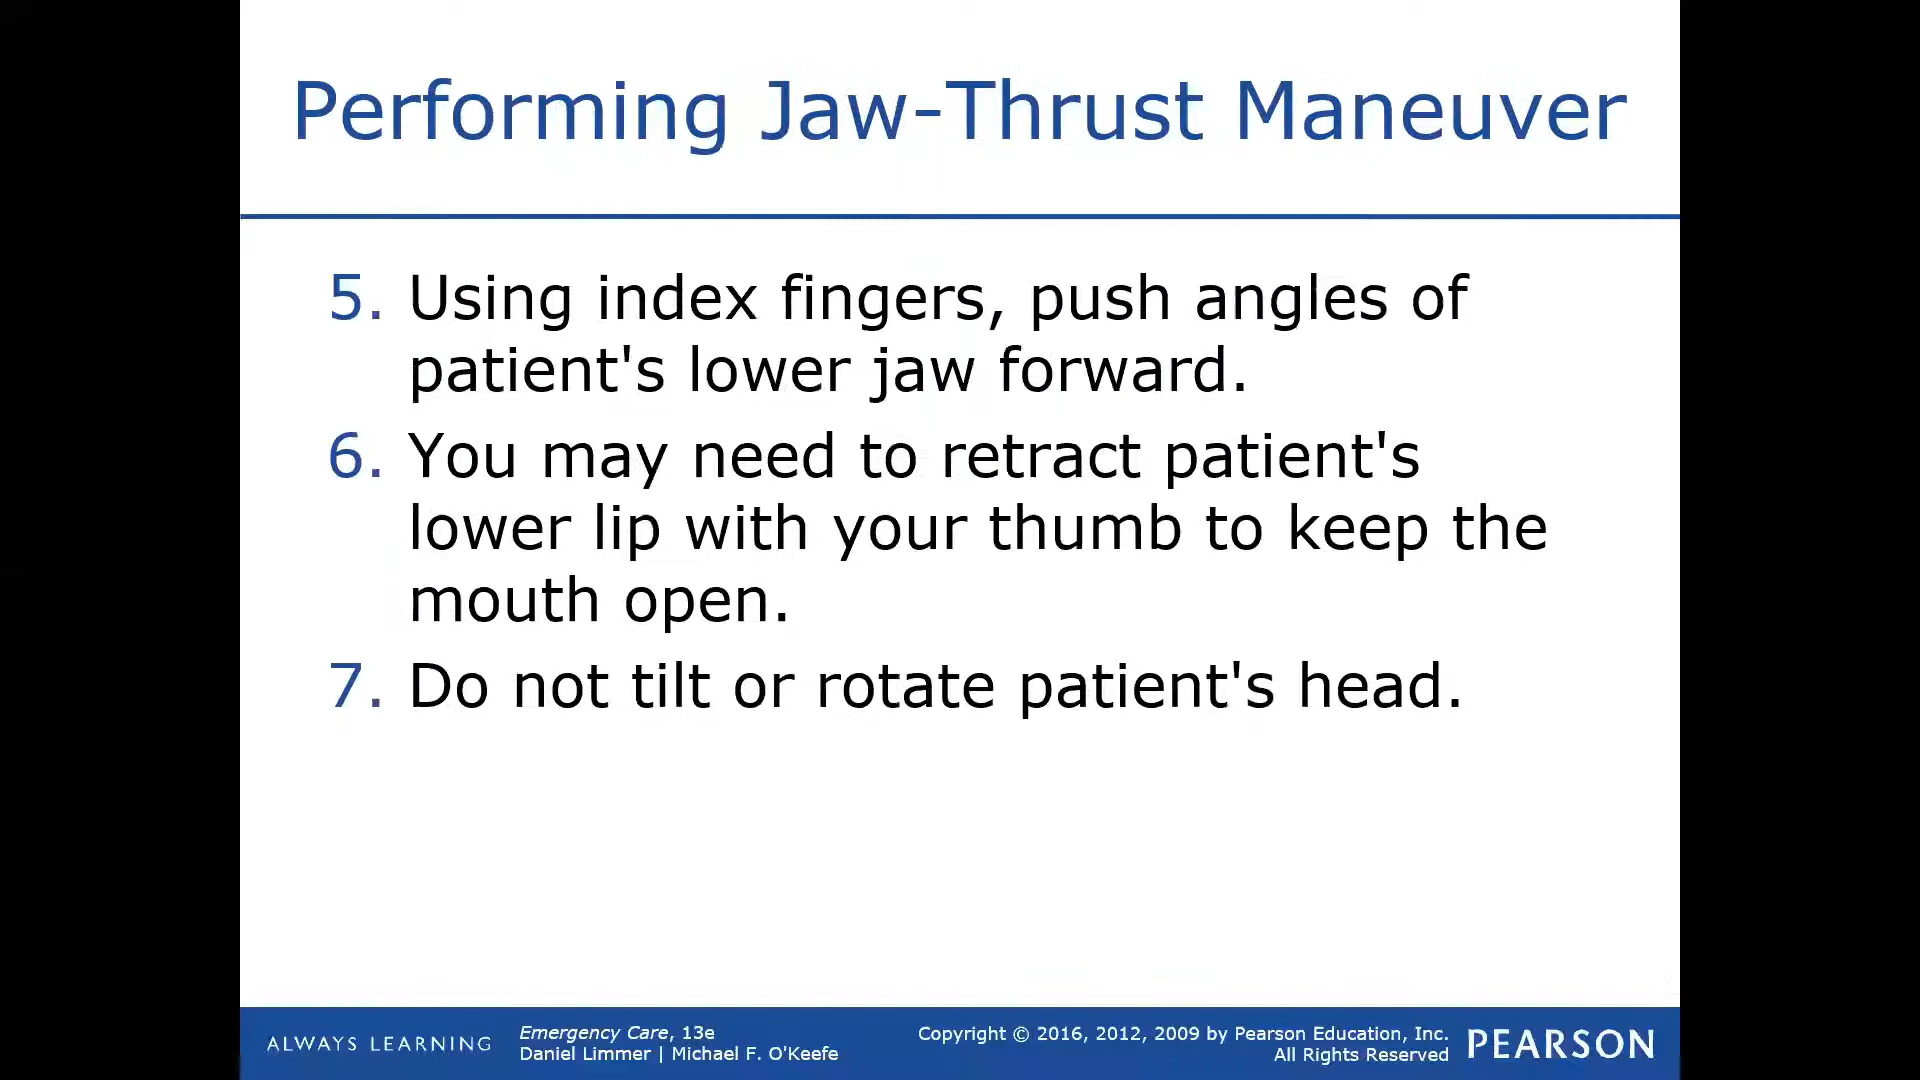 Performing Jaw-Thrust Maneuver
5. Using index fingers, push angles of
patient's lower jaw forward.
6. You may need to retract patient's
lower lip with your thumb to keep the
mouth open.
7. Do not tilt or rotate patient's head.
ALWAYS LEARNING
Emergency Care, 13e
Daniel Limmer | Michael F. O'Keefe
Copyright © 2016, 2012, 2009 by Pearson Education, Inc.
All Rights Reserved
PEARSON